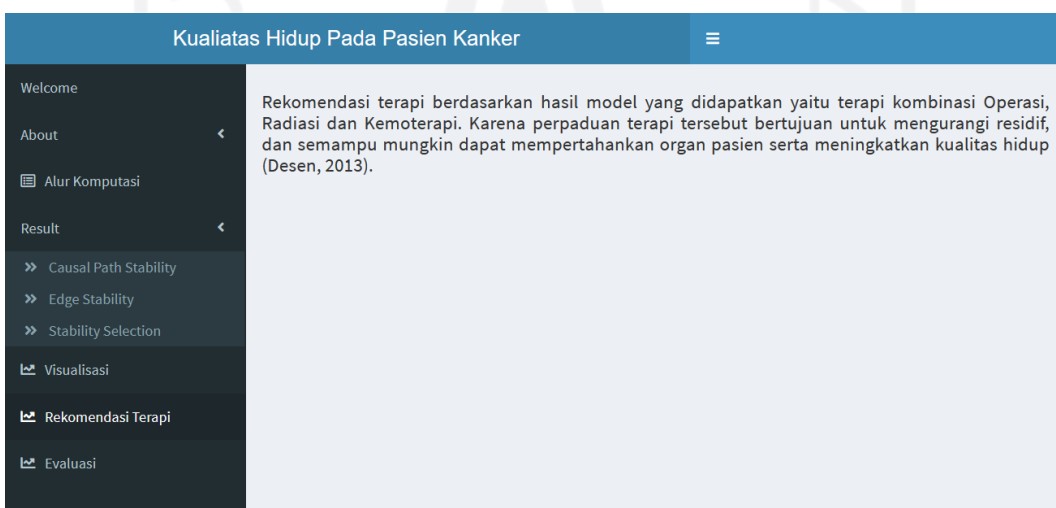 Kualiatas Hidup Pada Pasien Kanker
Welcome
About
Alur Komputasi
Result
Causal Path Stability
Edge Stability
Stability Selection
Visualisasi
Rekomendasi Terapi
Evaluasi
Rekomendasi terapi berdasarkan hasil model yang didapatkan yaitu terapi kombinasi Operasi,
Radiasi dan Kemoterapi. Karena perpaduan terapi tersebut bertujuan untuk mengurangi residif,
dan semampu mungkin dapat mempertahankan organ pasien serta meningkatkan kualitas hidup
(Desen, 2013).